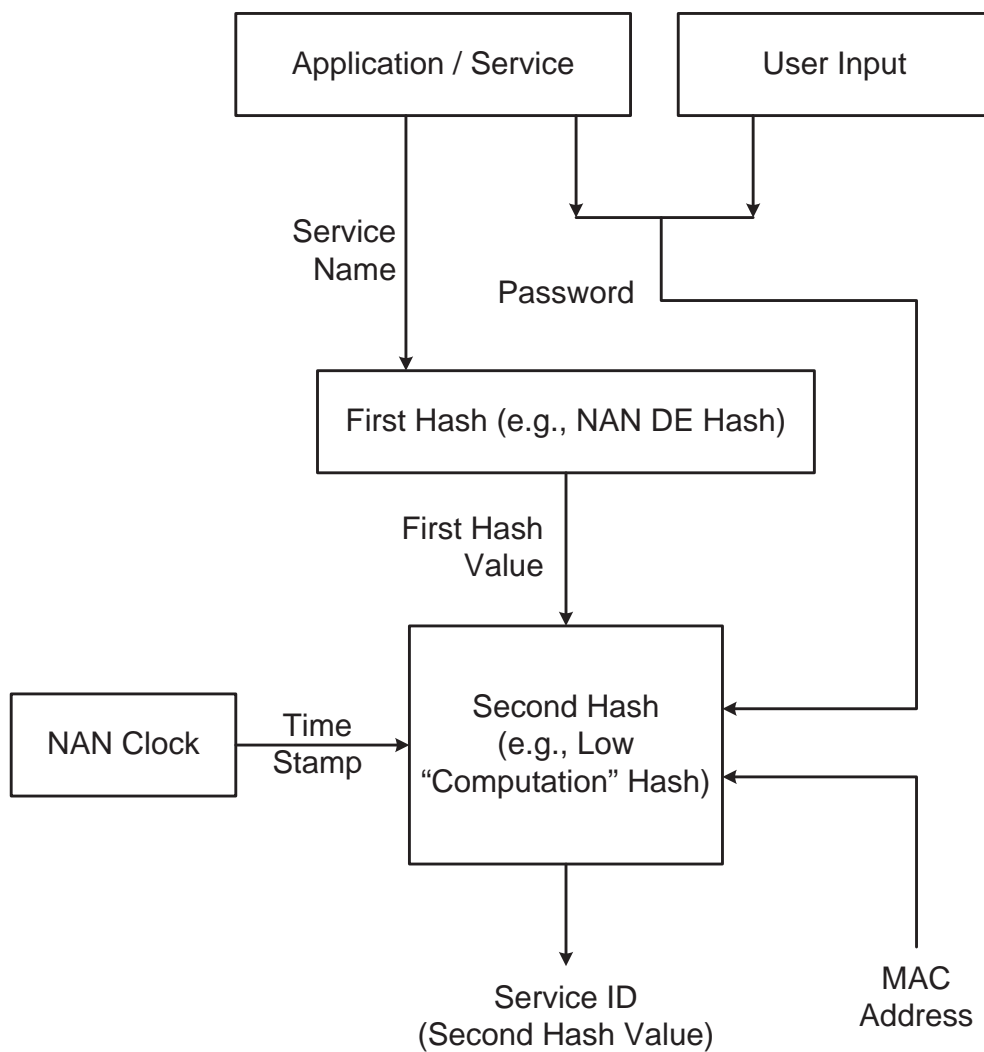 Application / Service
User Input
Service
Name
Password
First Hash (e.g., NAN DE Hash)
First Hash
Value
NAN Clock
Time
Stamp
Second Hash
(e.g., Low
“Computation” Hash)
Service ID
(Second Hash Value)
MAC
Address